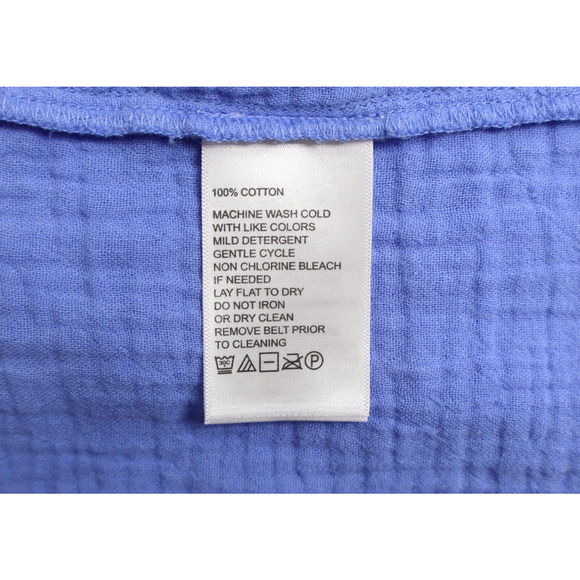 100% COTTON
MACHINE WASH COLD
WITH LIKE COLORS
MILD DETERGENT
GENTLE CYCLE
NON CHLORINE BLEACH
IF NEEDED
LAY FLAT TO DRY
DO NOT IRON
OR DRY CLEAN
REMOVE BELT PRIOR
TO CLEANING
30C P